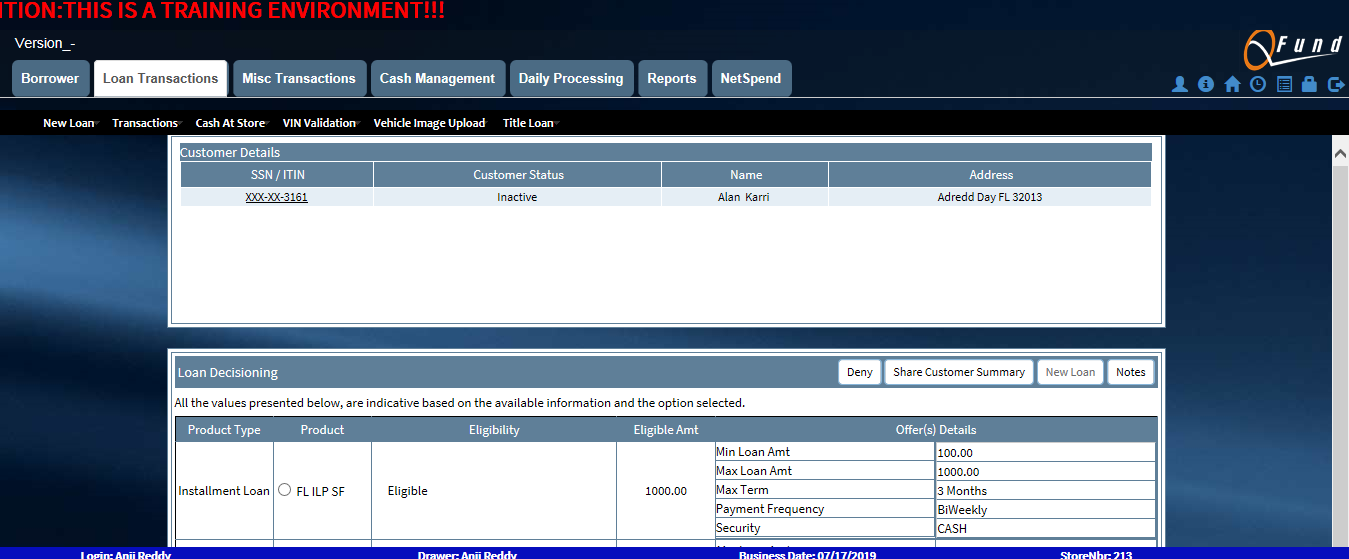 ITION:THIS IS A TRAINING ENVIRONMENT!!!
Version_-
QFund
Borrower Loan Transactions Misc Transactions Cash Management Daily Processing Reports NetSpend
New Loan Transactions Cash At Store VIN Validation Vehicle Image Upload Title Loan
Customer Details
SSN / ITIN Customer Status Name Address
XXX-XX-3161 Inactive Alan Karri Adredd Day FL 32013
Loan Decisioning Deny Share Customer Summary New Loan Notes
All the values presented below, are indicative based on the available information and the option selected.
Product Type Product Eligibility Eligible Amt Offer(s) Details
Min Loan Amt 100.00
Max Loan Amt 1000.00
Installment Loan FL ILP SF Eligible 1000.00 Max Term 3 Months
Payment Frequency BiWeekly
Security CASH
Login: Anji Reddy Drawer: Anji Reddy Business Date: 07/17/2019 StoreNbr: 213